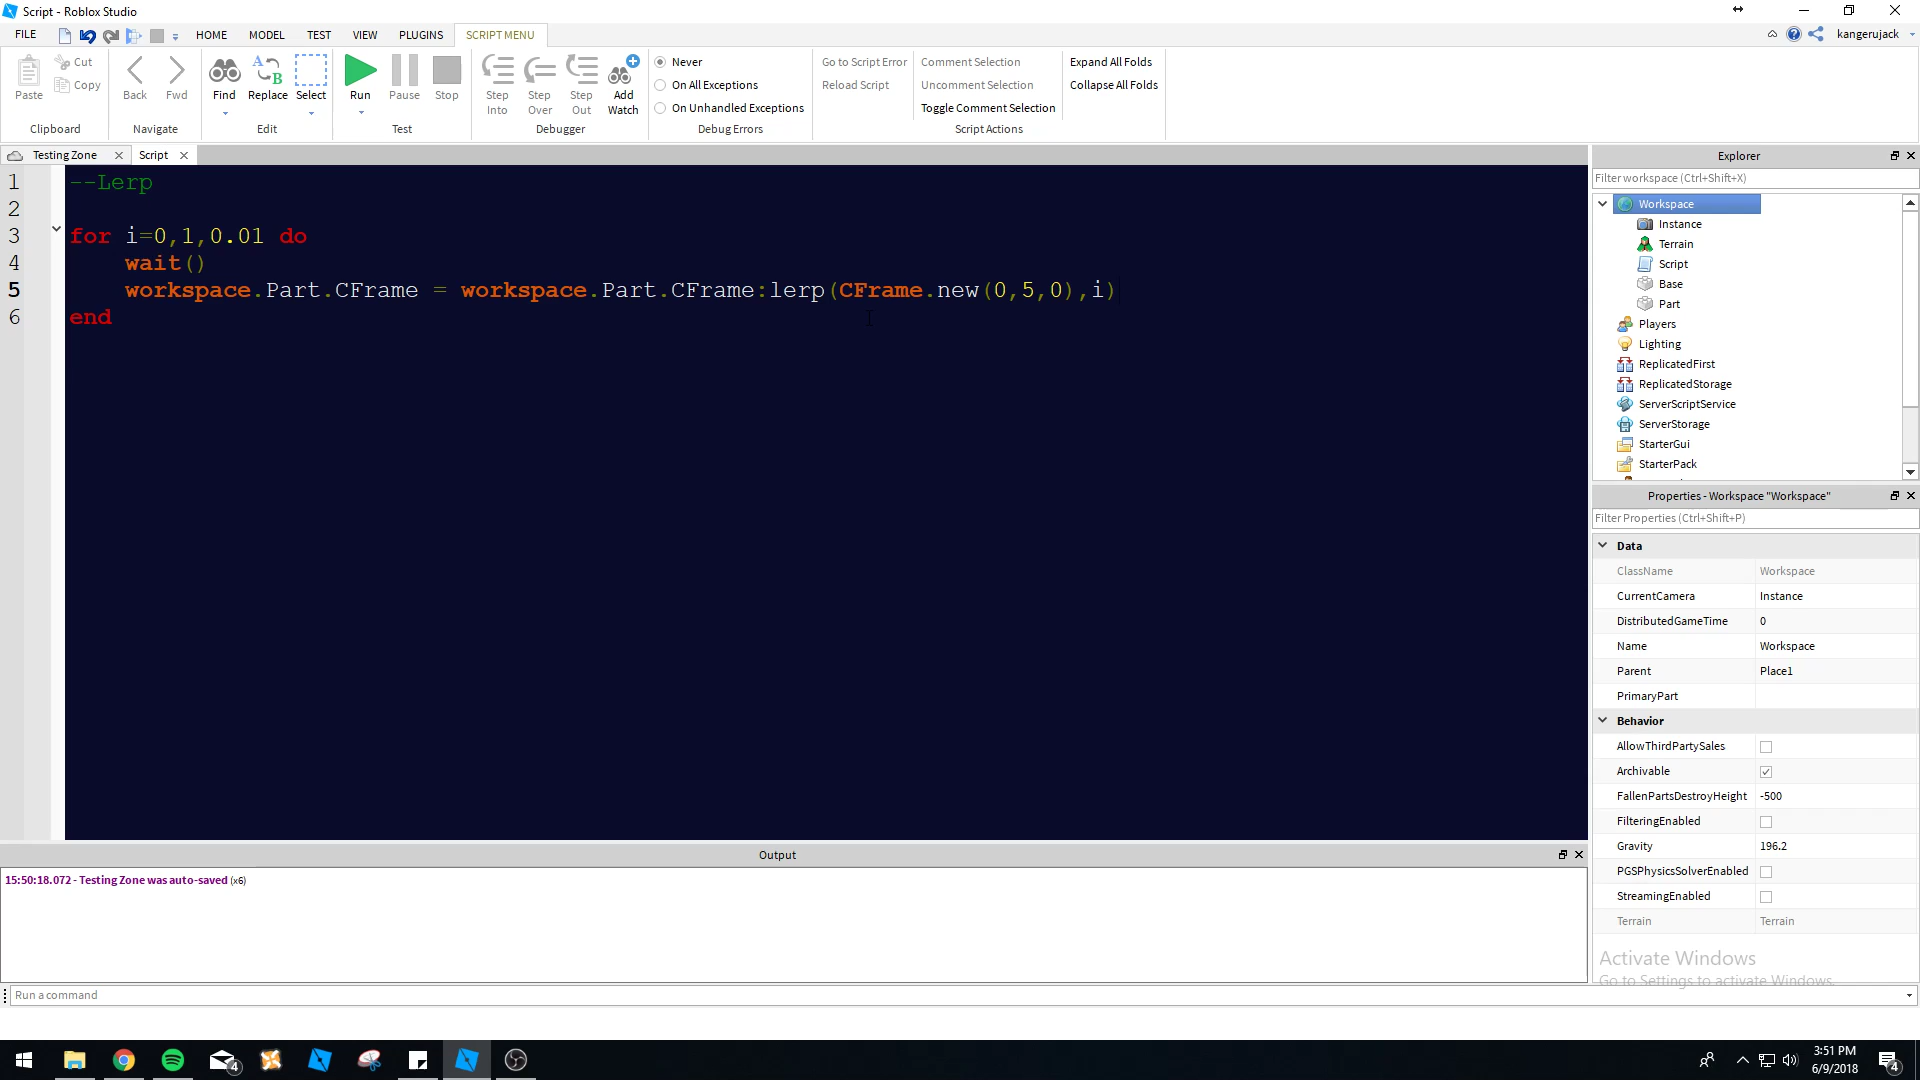 Script - Roblox Studio
FILE HOME MODEL TEST VIEW PLUGINS SCRIPT MENU kangerujack
Paste Cut Copy
Clipboard
Back Fwd
Navigate
Find Replace Select
Edit
Run Pause Stop
Test
Step Into Step Over Step Out Add Watch
Debugger
Never
On All Exceptions
On Unhandled Exceptions
Debug Errors
Go to Script Error
Reload Script
Comment Selection
Uncomment Selection
Toggle Comment Selection
Script Actions
Expand All Folds
Collapse All Folds
Testing Zone Script
1 --Lerp
2
3 for i=0,1,0.01 do
4 wait()
5 workspace.Part.CFrame = workspace.Part.CFrame:lerp(CFrame.new(0,5,0),i)
6 end
Explorer
Filter workspace (Ctrl+Shift+X)
Workspace
Instance
Terrain
Script
Base
Part
Players
Lighting
ReplicatedFirst
ReplicatedStorage
ServerScriptService
ServerStorage
StarterGui
StarterPack
Properties - Workspace "Workspace"
Filter Properties (Ctrl+Shift+P)
Data
ClassName Workspace
CurrentCamera Instance
DistributedGameTime 0
Name Workspace
Parent Place1
PrimaryPart
Behavior
AllowThirdPartySales
Archivable
FallenPartsDestroyHeight -500
FilteringEnabled
Gravity 196.2
PGSPhysicsSolverEnabled
StreamingEnabled
Terrain Terrain
Activate Windows
Go to Settings to activate Windows.
Output
15:50:18.072 - Testing Zone was auto-saved (x6)
Run a command
4
3:51 PM
6/9/2018
4